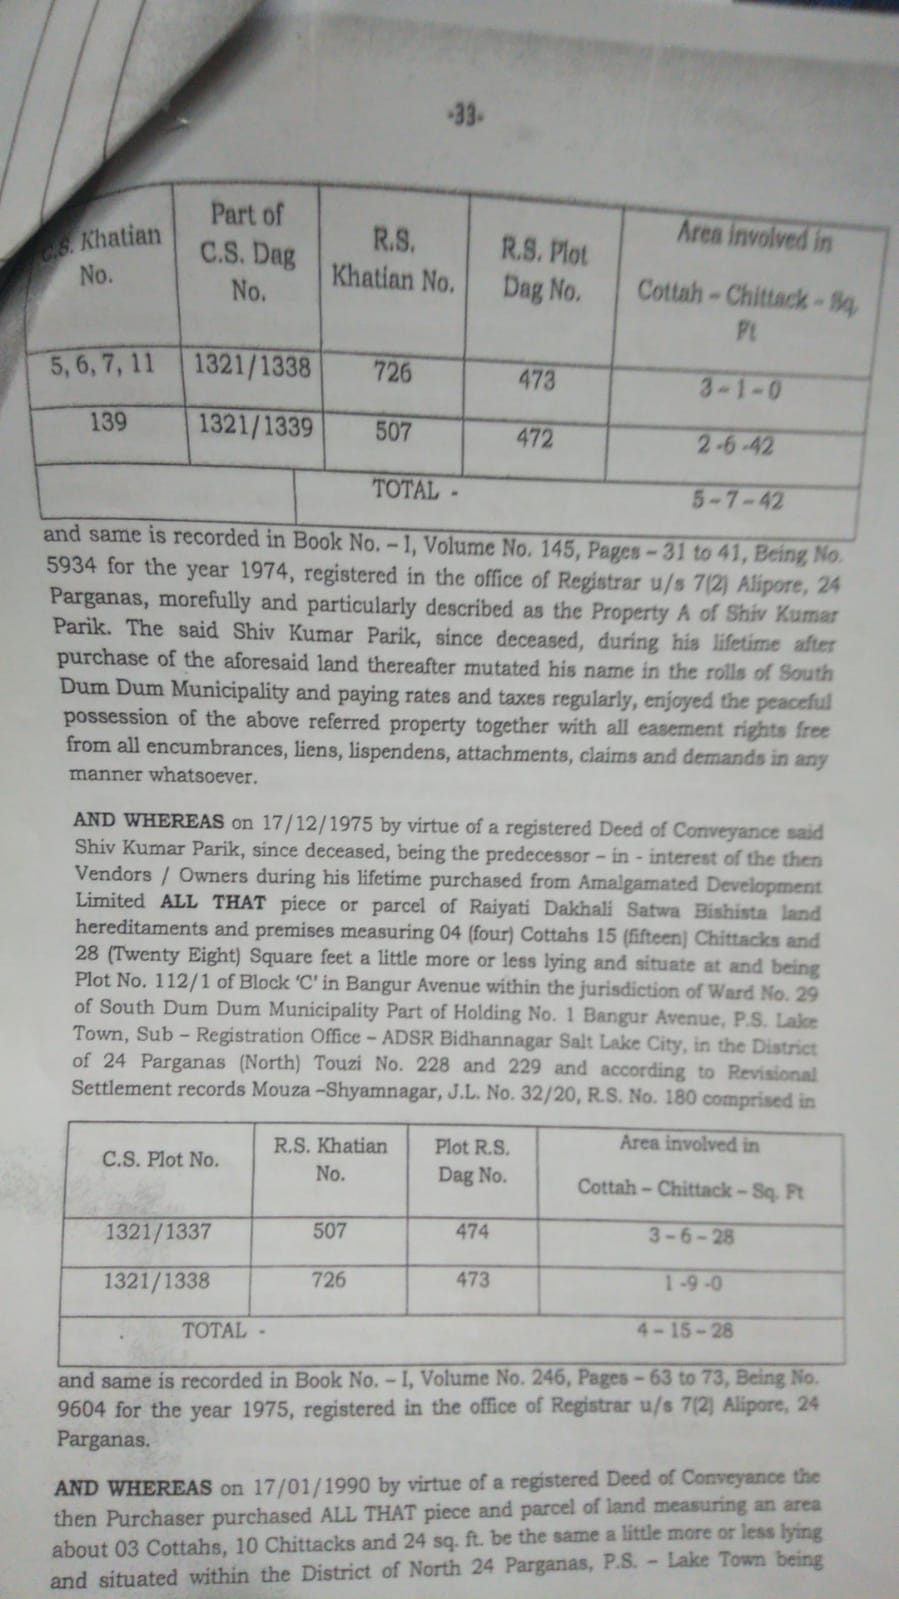 -33-
C.S. Khatian No.
Part of C.S. Dag No.
R.S. Khatian No.
R.S. Plot Dag No.
Area involved in Cottah – Chittack – Sq. Ft
5, 6, 7, 11 1321/1338 726 473 3 – 1 – 0
139 1321/1339 507 472 2 -6 -42
TOTAL - 5 – 7 – 42
and same is recorded in Book No. – I, Volume No. 145, Pages – 31 to 41, Being No.
5934 for the year 1974, registered in the office of Registrar u/s 7(2) Alipore, 24
Parganas, morefully and particularly described as the Property A of Shiv Kumar
Parik. The said Shiv Kumar Parik, since deceased, during his lifetime after
purchase of the aforesaid land thereafter mutated his name in the rolls of South
Dum Dum Municipality and paying rates and taxes regularly, enjoyed the peaceful
possession of the above referred property together with all easement rights free
from all encumbrances, liens, lispendens, attachments, claims and demands in any
manner whatsoever.
AND WHEREAS on 17/12/1975 by virtue of a registered Deed of Conveyance said
Shiv Kumar Parik, since deceased, being the predecessor – in - interest of the then
Vendors / Owners during his lifetime purchased from Amalgamated Development
Limited ALL THAT piece or parcel of Raiyati Dakhali Satwa Bishista land
hereditaments and premises measuring 04 (four) Cottahs 15 (fifteen) Chittacks and
28 (Twenty Eight) Square feet a little more or less lying and situate at and being
Plot No. 112/1 of Block 'C' in Bangur Avenue within the jurisdiction of Ward No. 29
of South Dum Dum Municipality Part of Holding No. 1 Bangur Avenue, P.S. Lake
Town, Sub – Registration Office – ADSR Bidhannagar Salt Lake City, in the District
of 24 Parganas (North) Touzi No. 228 and 229 and according to Revisional
Settlement records Mouza –Shyamnagar, J.L. No. 32/20, R.S. No. 180 comprised in
C.S. Plot No.
R.S. Khatian No.
Plot R.S. Dag No.
Area involved in Cottah – Chittack – Sq. Ft
1321/1337 507 474 3 – 6 – 28
1321/1338 726 473 1 -9 -0
TOTAL - 4 – 15 – 28
and same is recorded in Book No. – I, Volume No. 246, Pages – 63 to 73, Being No.
9604 for the year 1975, registered in the office of Registrar u/s 7(2) Alipore, 24
Parganas.
AND WHEREAS on 17/01/1990 by virtue of a registered Deed of Conveyance the
then Purchaser purchased ALL THAT piece and parcel of land measuring an area
about 03 Cottahs, 10 Chittacks and 24 sq. ft. be the same a little more or less lying
and situated within the District of North 24 Parganas, P.S. – Lake Town being